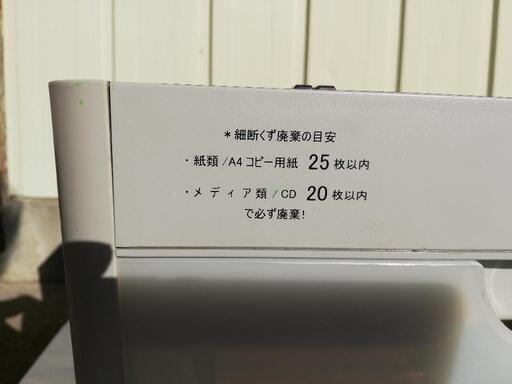 *細断くず廃棄の目安
・紙類/A4コピー用紙 25枚以内
・メディア類/CD 20枚以内
で必ず廃棄!